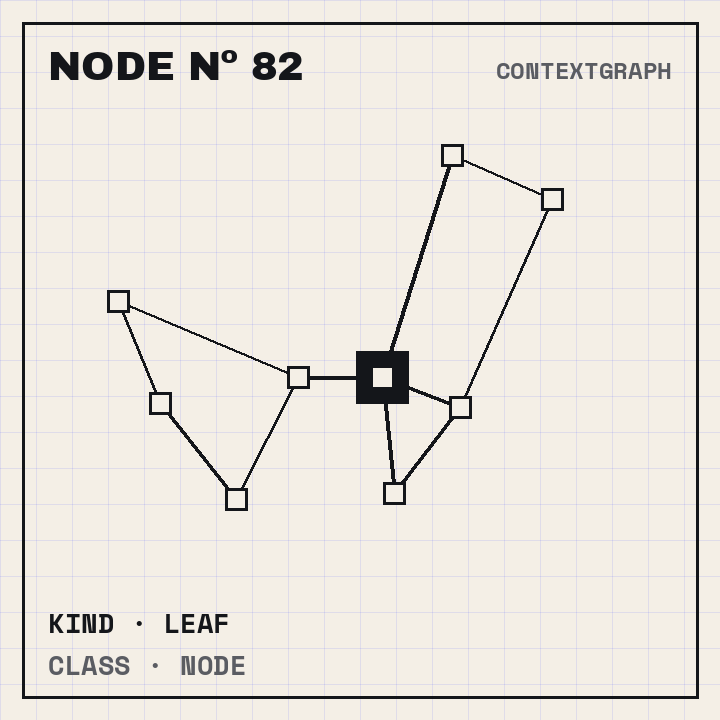 NODE Nº 82
CONTEXTGRAPH
KIND · LEAF
CLASS · NODE